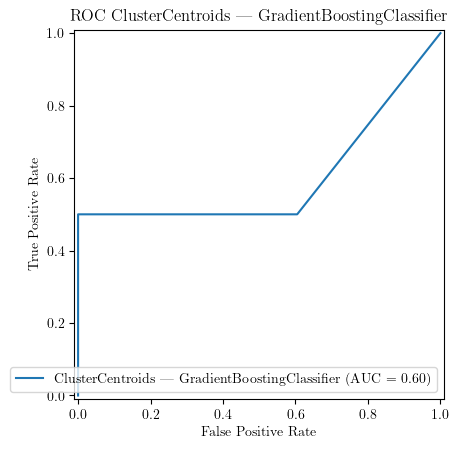 ROC ClusterCentroids — GradientBoostingClassifier
1.0
0.8
0.6
0.4
0.2
0.0
True Positive Rate
ClusterCentroids — GradientBoostingClassifier (AUC = 0.60)
0.0 0.2 0.4 0.6 0.8 1.0
False Positive Rate